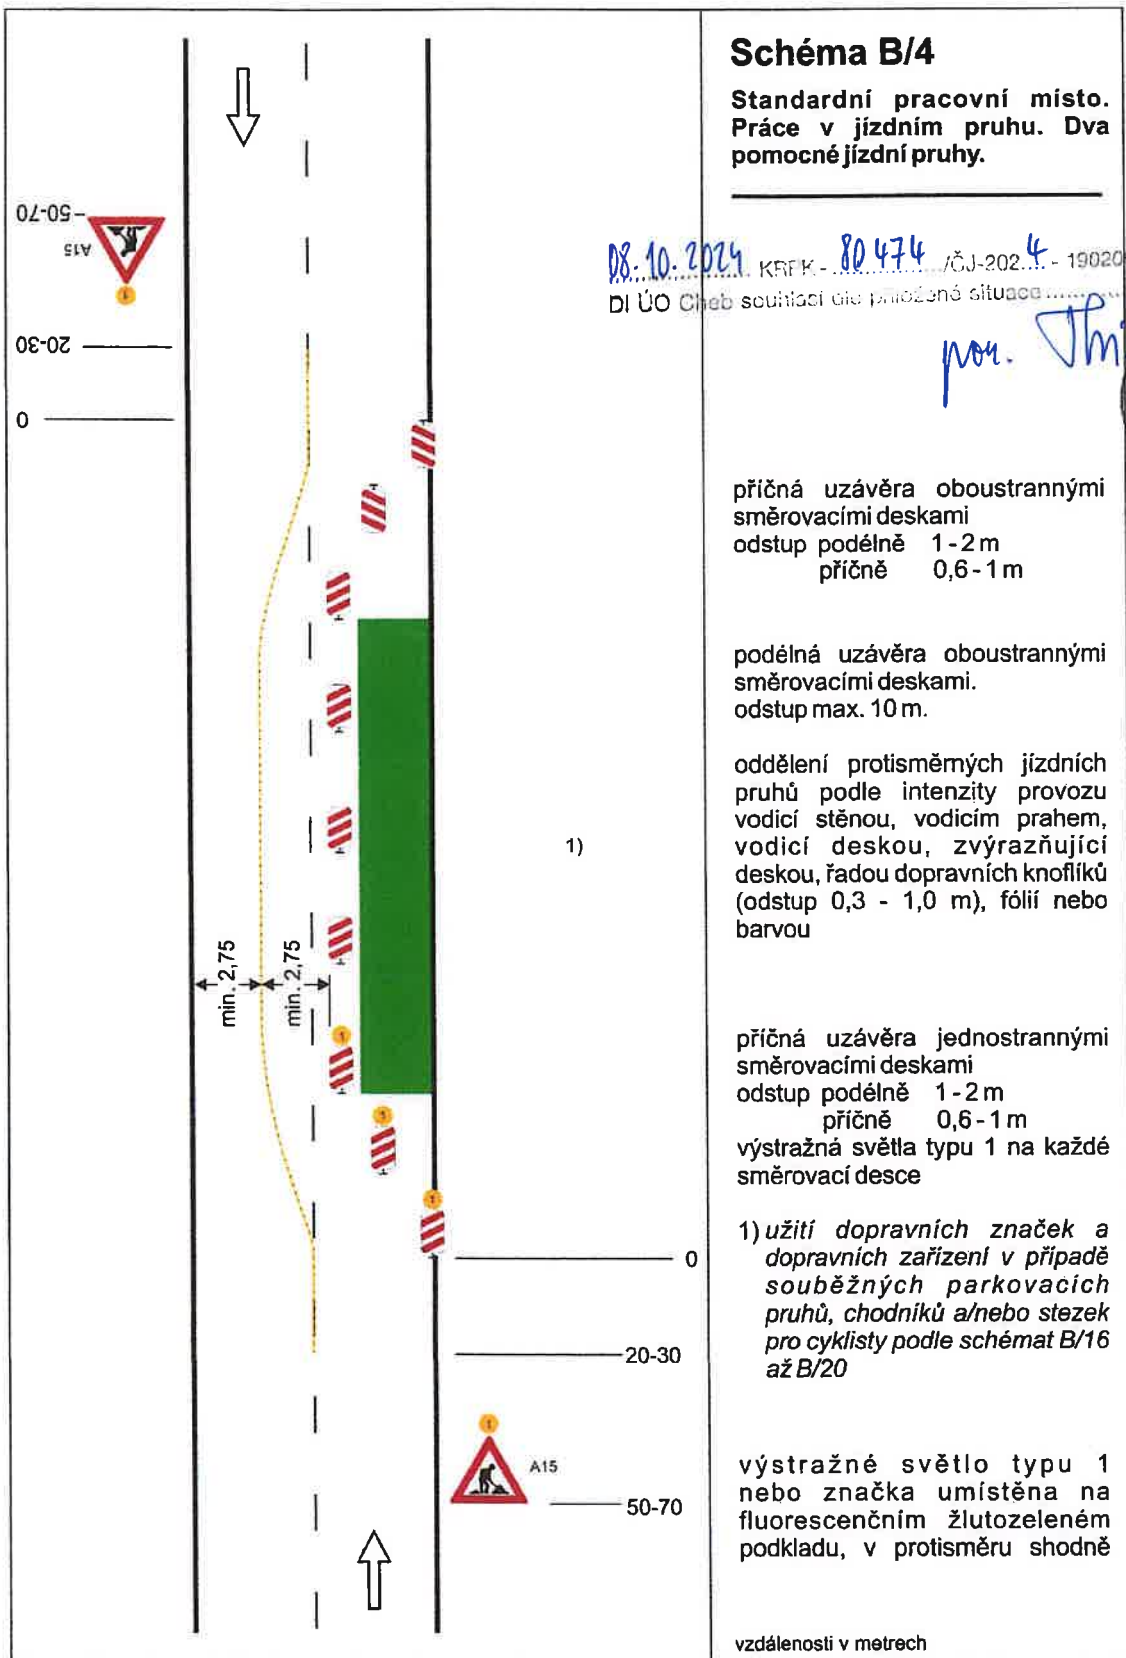 Schéma B/4
Standardní pracovní místo.
Práce v jízdním pruhu. Dva
pomocné jízdní pruhy.
08.10.2024 KRPK - 80474 /ČJ-2024 - 19020
DI ÚO Cheb souhlasí dle přiložené situace
por.
50-70
A15
1
20-30
0
příčná uzávěra oboustrannými
směrovacími deskami
odstup podélně 1 - 2 m
příčně 0,6 - 1 m
podélná uzávěra oboustrannými
směrovacími deskami.
odstup max. 10 m.
oddělení protisměrných jízdních
pruhů podle intenzity provozu
vodicí stěnou, vodicím prahem,
vodicí deskou, zvýrazňující
deskou, řadou dopravních knoflíků
(odstup 0,3 - 1,0 m), fólií nebo
barvou
1)
min. 2,75
min. 2,75
1
1
1
příčná uzávěra jednostrannými
směrovacími deskami
odstup podélně 1 - 2 m
příčně 0,6 - 1 m
výstražná světla typu 1 na každé
směrovací desce
1) užití dopravních značek a
dopravních zařízení v případě
souběžných parkovacích
pruhů, chodníků a/nebo stezek
pro cyklisty podle schémat B/16
až B/20
0
20-30
1
A15
50-70
výstražné světlo typu 1
nebo značka umístěna na
fluorescenčním žlutozeleném
podkladu, v protisměru shodně
vzdálenosti v metrech